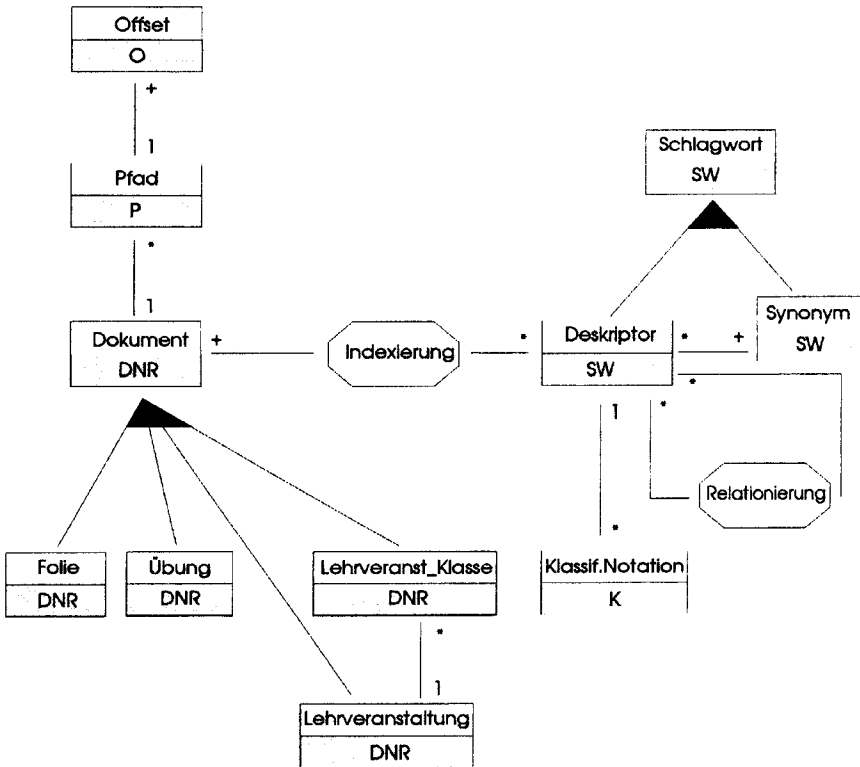 Offset
O
+
1
Pfad
P
*
1
Dokument
DNR
+
Indexierung
*
Schlagwort
SW
Deskriptor
SW
*
+
Synonym
SW
*
*
1
Relationierung
*
Klassif.Notation
K
Folie
DNR
Übung
DNR
Lehrveranst_Klasse
DNR
*
1
Lehrveranstaltung
DNR